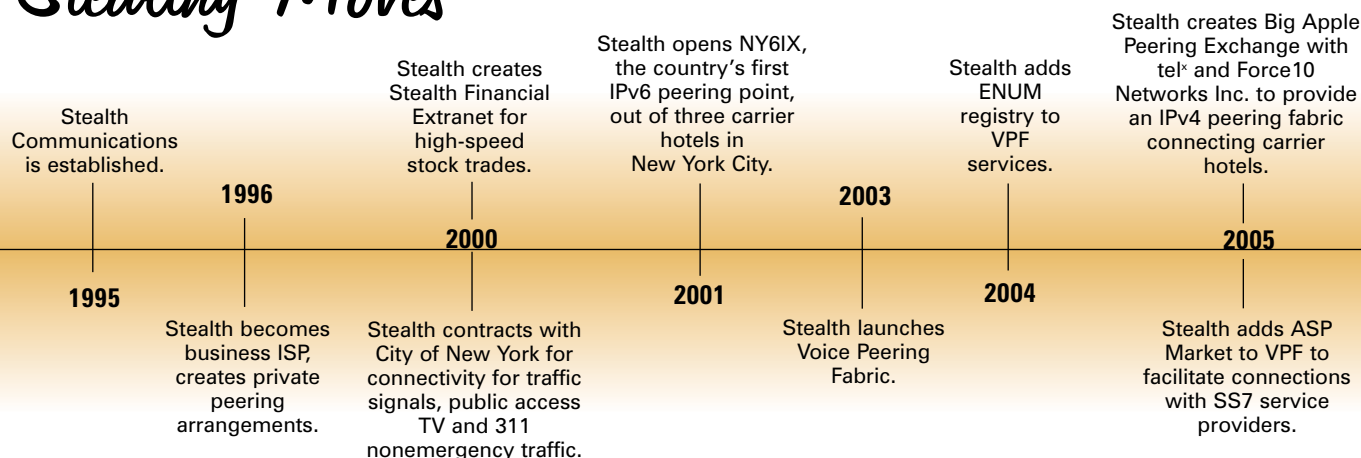 Stealthy Moves
Stealth
Communications
is established.
1995
1996
Stealth becomes
business ISP,
creates private
peering
arrangements.
Stealth creates
Stealth Financial
Extranet for
high-speed
stock trades.
2000
Stealth contracts with
City of New York for
connectivity for traffic
signals, public access
TV and 311
nonemergency traffic.
Stealth opens NY6IX,
the country's first
IPv6 peering point,
out of three carrier
hotels in
New York City.
2001
2003
Stealth launches
Voice Peering
Fabric.
Stealth adds
ENUM
registry to
VPF
services.
2004
Stealth creates Big Apple
Peering Exchange with
telˣ and Force10
Networks Inc. to provide
an IPv4 peering fabric
connecting carrier
hotels.
2005
Stealth adds ASP
Market to VPF to
facilitate connections
with SS7 service
providers.